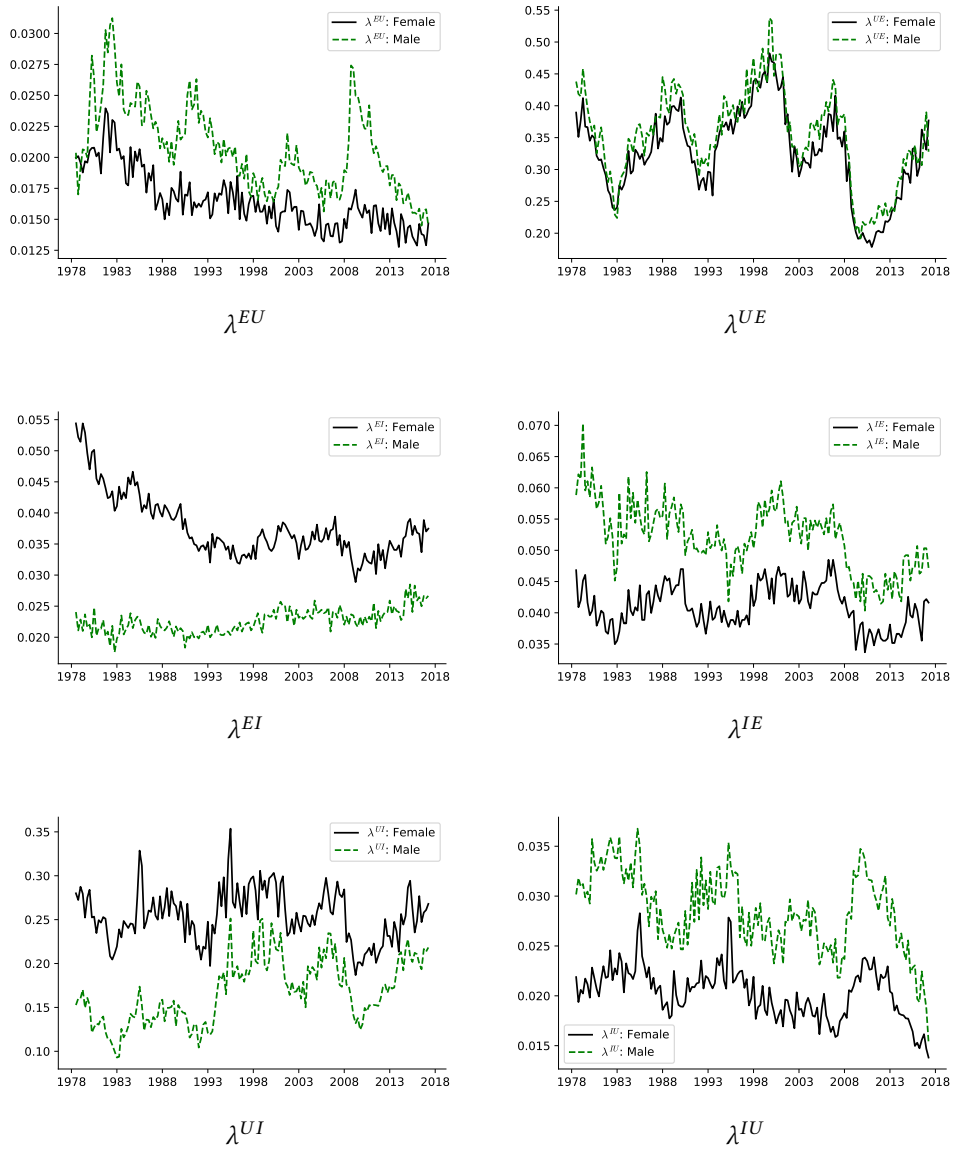 λ^{EU}: Female
λ^{EU}: Male
0.0300
0.0275
0.0250
0.0225
0.0200
0.0175
0.0150
0.0125
1978 1983 1988 1993 1998 2003 2008 2013 2018
λ^{EU}
λ^{UE}: Female
λ^{UE}: Male
0.55
0.50
0.45
0.40
0.35
0.30
0.25
0.20
1978 1983 1988 1993 1998 2003 2008 2013 2018
λ^{UE}
λ^{EI}: Female
λ^{EI}: Male
0.055
0.050
0.045
0.040
0.035
0.030
0.025
0.020
1978 1983 1988 1993 1998 2003 2008 2013 2018
λ^{EI}
λ^{IE}: Female
λ^{IE}: Male
0.070
0.065
0.060
0.055
0.050
0.045
0.040
0.035
1978 1983 1988 1993 1998 2003 2008 2013 2018
λ^{IE}
λ^{UI}: Female
λ^{UI}: Male
0.35
0.30
0.25
0.20
0.15
0.10
1978 1983 1988 1993 1998 2003 2008 2013 2018
λ^{UI}
0.035
0.030
0.025
0.020
0.015
λ^{IU}: Female
λ^{IU}: Male
1978 1983 1988 1993 1998 2003 2008 2013 2018
λ^{IU}